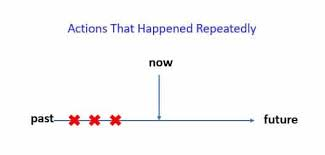 Actions That Happened Repeatedly
now
past
future